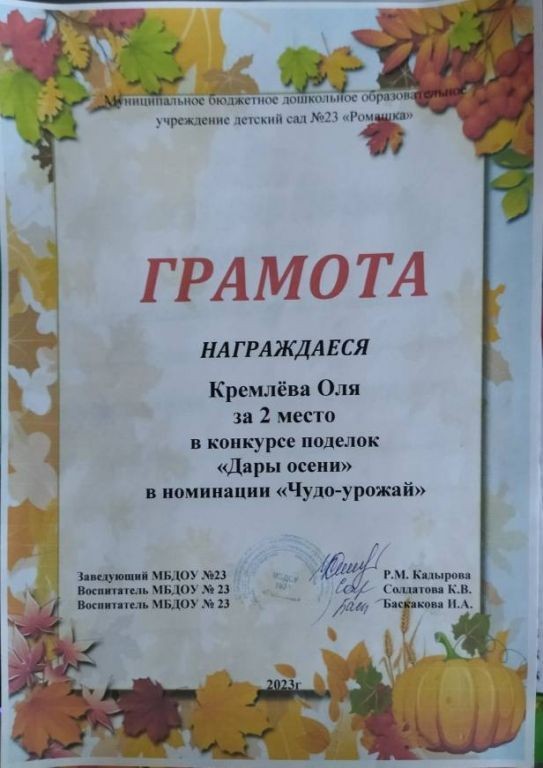 Муниципальное бюджетное дошкольное образовательное
учреждение детский сад №23 «Ромашка»
ГРАМОТА
НАГРАЖДАЕСЯ
Кремлёва Оля
за 2 место
в конкурсе поделок
«Дары осени»
в номинации «Чудо-урожай»
Заведующий МБДОУ №23 Р.М. Кадырова
Воспитатель МБДОУ № 23 Солдатова К.В.
Воспитатель МБДОУ № 23 Баскакова И.А.
МБДОУ
2023г